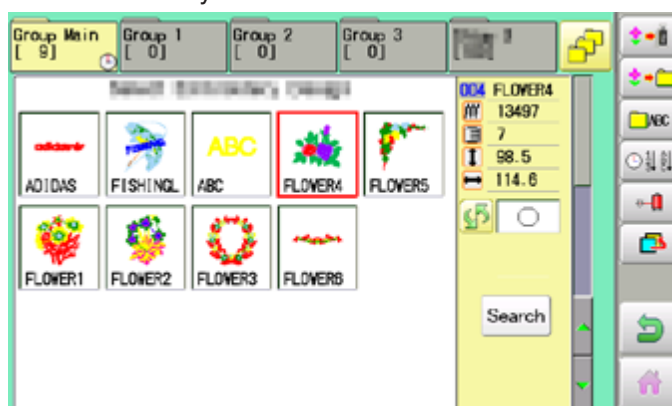 Group Main
[ 9]
Group 1
[ 0]
Group 2
[ 0]
Group 3
[ 0]
004 FLOWER4
13497
7
98.5
114.6
ADIDAS
FISHINGL
ABC
ABC
FLOWER4
FLOWER5
FLOWER1
FLOWER2
FLOWER3
FLOWER6
Search
ABC